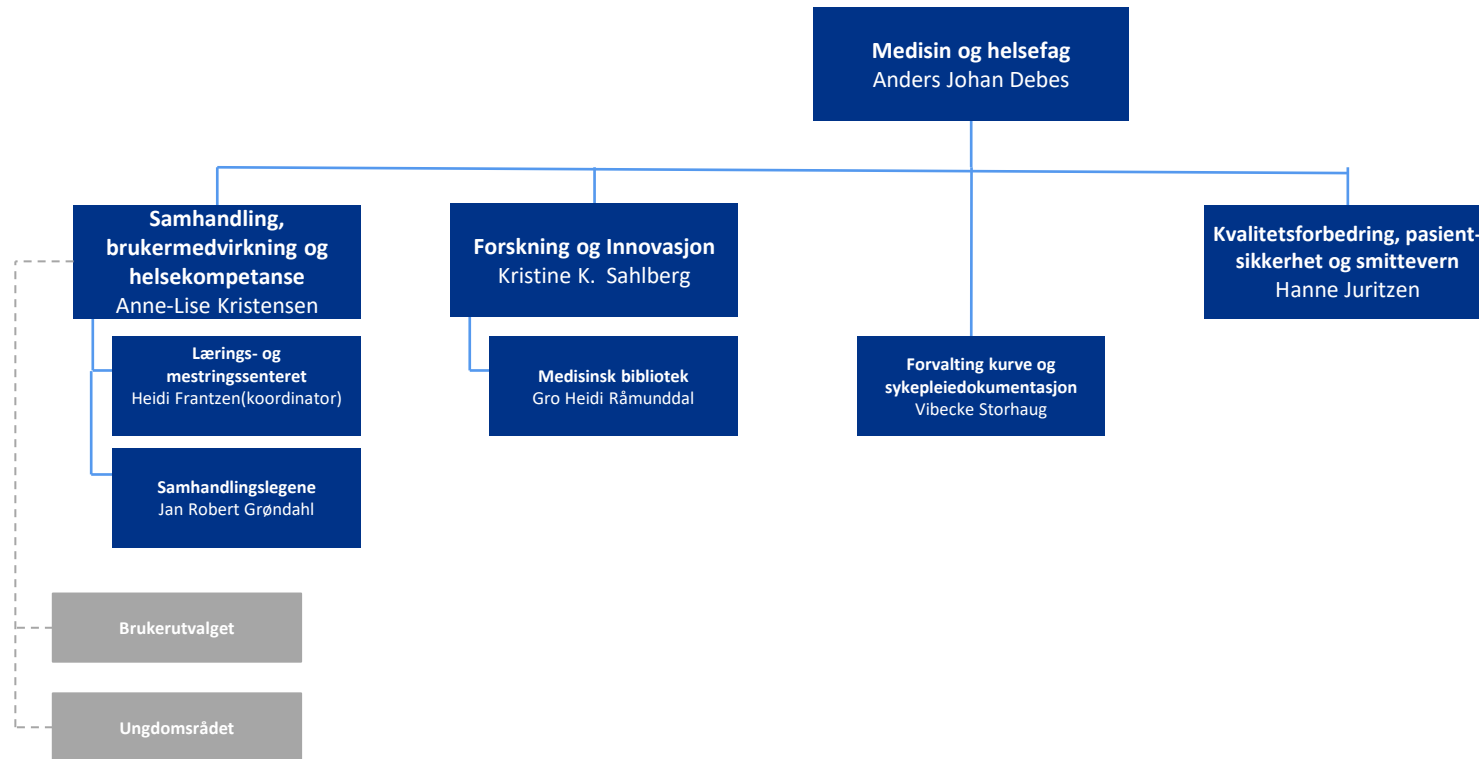 Medisin og helsefag
Anders Johan Debes
Samhandling,
brukermedvirkning og
helsekompetanse
Anne-Lise Kristensen
Forskning og Innovasjon
Kristine K. Sahlberg
Kvalitetsforbedring, pasient-
sikkerhet og smittevern
Hanne Juritzen
Lærings- og
mestringssenteret
Heidi Frantzen(koordinator)
Medisinsk bibliotek
Gro Heidi Råmunddal
Forvalting kurve og
sykepleiedokumentasjon
Vibecke Storhaug
Samhandlingslegene
Jan Robert Grøndahl
Brukerutvalget
Ungdomsrådet